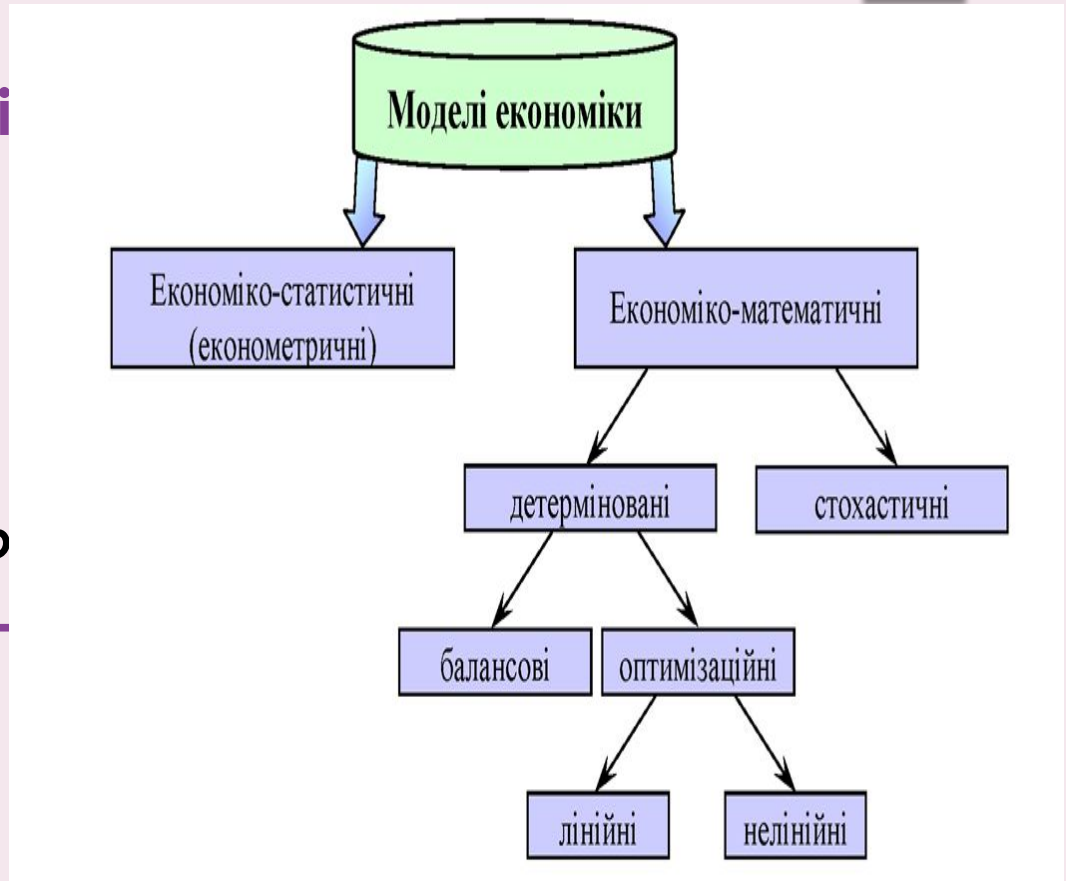 і
Моделі економіки
Економіко-статистичні
(економетричні)
Економіко-математичні
детерміновані
стохастичні
балансові
оптимізаційні
лінійні
нелінійні